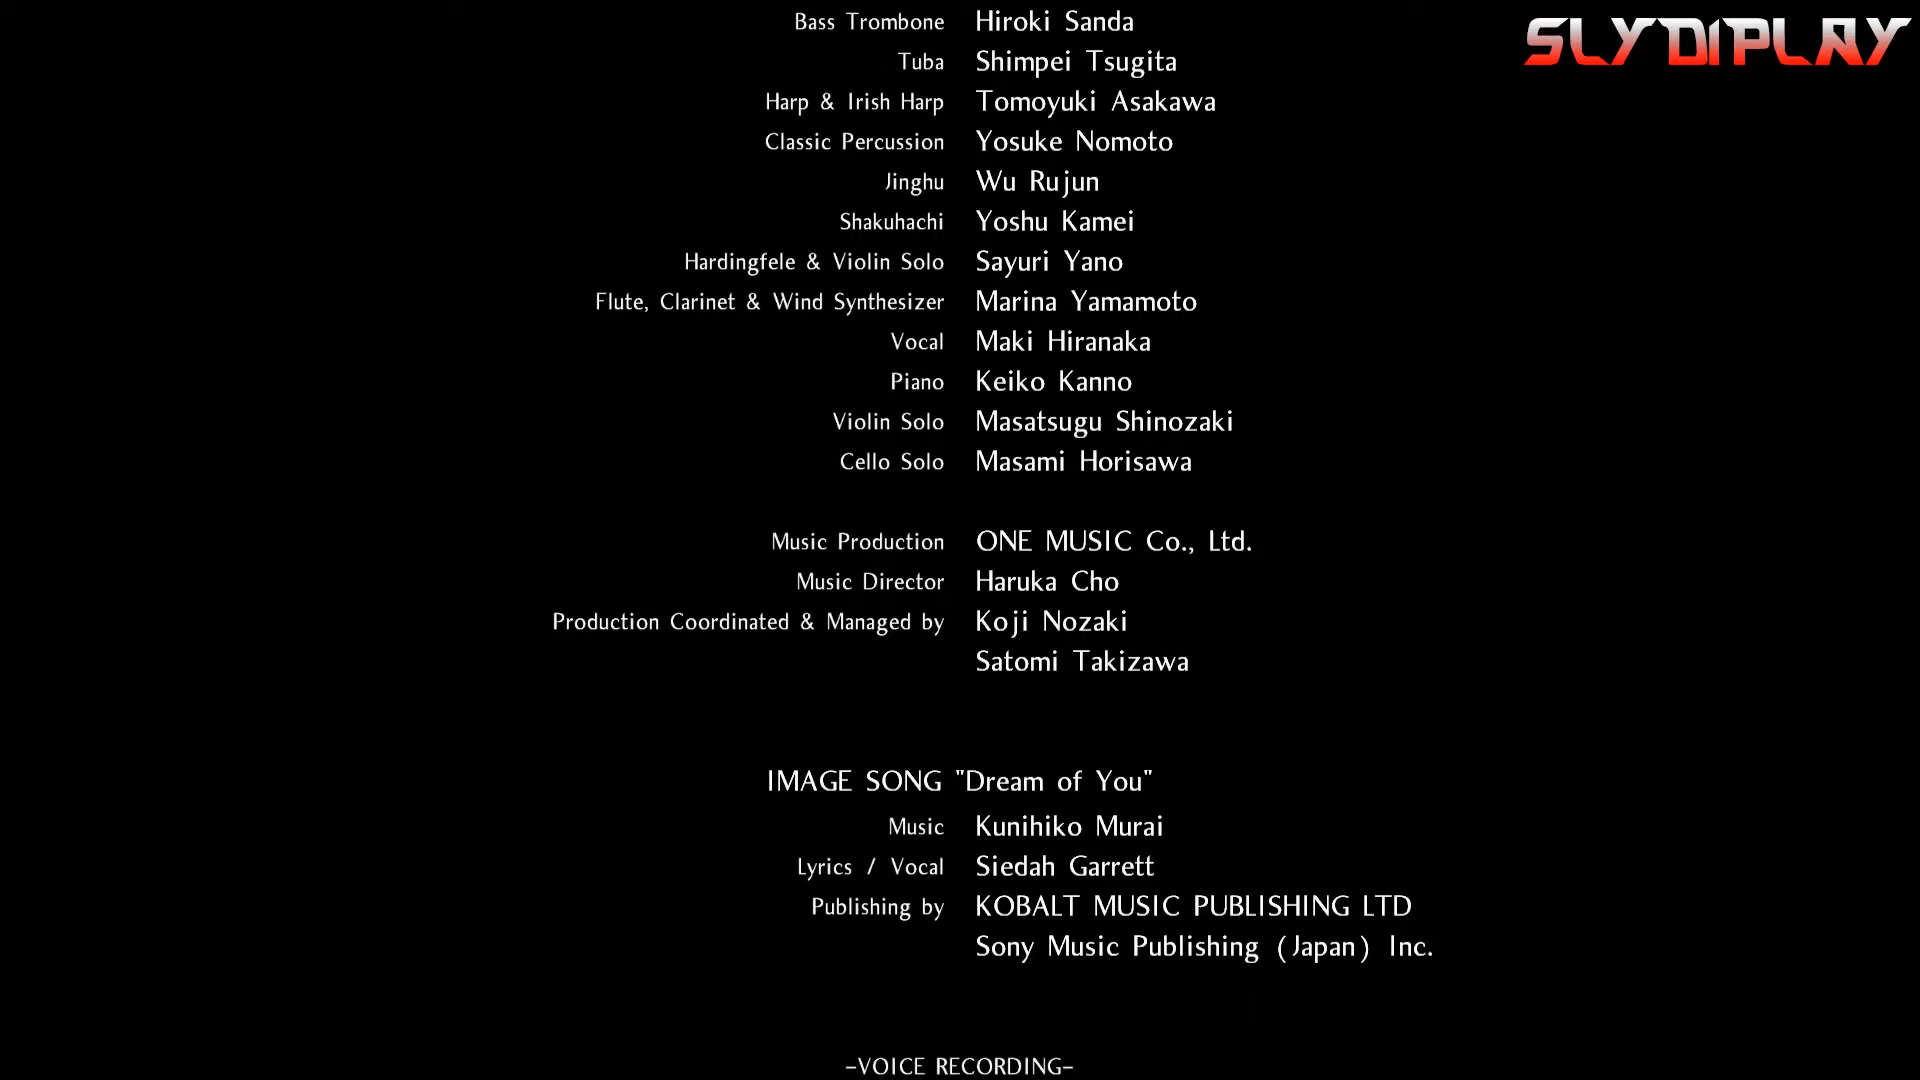 SLYDIPLAY
Bass Trombone Hiroki Sanda
Tuba Shimpei Tsugita
Harp & Irish Harp Tomoyuki Asakawa
Classic Percussion Yosuke Nomoto
Jinghu Wu Rujun
Shakuhachi Yoshu Kamei
Hardingfele & Violin Solo Sayuri Yano
Flute, Clarinet & Wind Synthesizer Marina Yamamoto
Vocal Maki Hiranaka
Piano Keiko Kanno
Violin Solo Masatsugu Shinozaki
Cello Solo Masami Horisawa
Music Production ONE MUSIC Co., Ltd.
Music Director Haruka Cho
Production Coordinated & Managed by Koji Nozaki
Satomi Takizawa
IMAGE SONG "Dream of You"
Music Kunihiko Murai
Lyrics / Vocal Siedah Garrett
Publishing by KOBALT MUSIC PUBLISHING LTD
Sony Music Publishing (Japan) Inc.
-VOICE RECORDING-